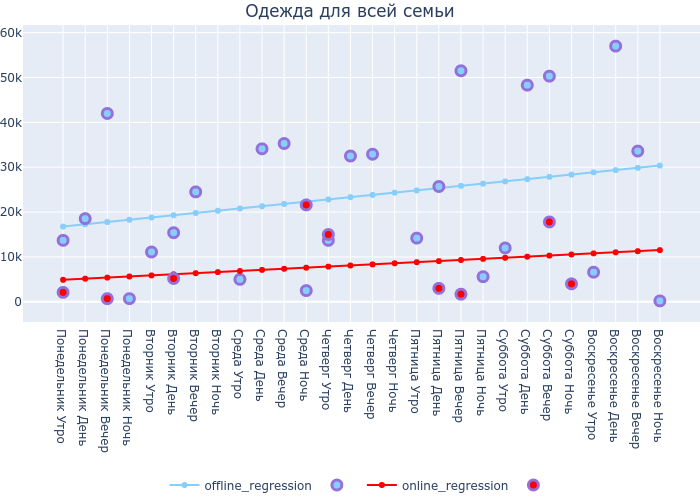 Одежда для всей семьи
60k
50k
40k
30k
20k
10k
0
Понедельник Утро
Понедельник День
Понедельник Вечер
Понедельник Ночь
Вторник Утро
Вторник День
Вторник Вечер
Вторник Ночь
Среда Утро
Среда День
Среда Вечер
Среда Ночь
Четверг Утро
Четверг День
Четверг Вечер
Четверг Ночь
Пятница Утро
Пятница День
Пятница Вечер
Пятница Ночь
Суббота Утро
Суббота День
Суббота Вечер
Суббота Ночь
Воскресенье Утро
Воскресенье День
Воскресенье Вечер
Воскресенье Ночь
offline_regression
online_regression